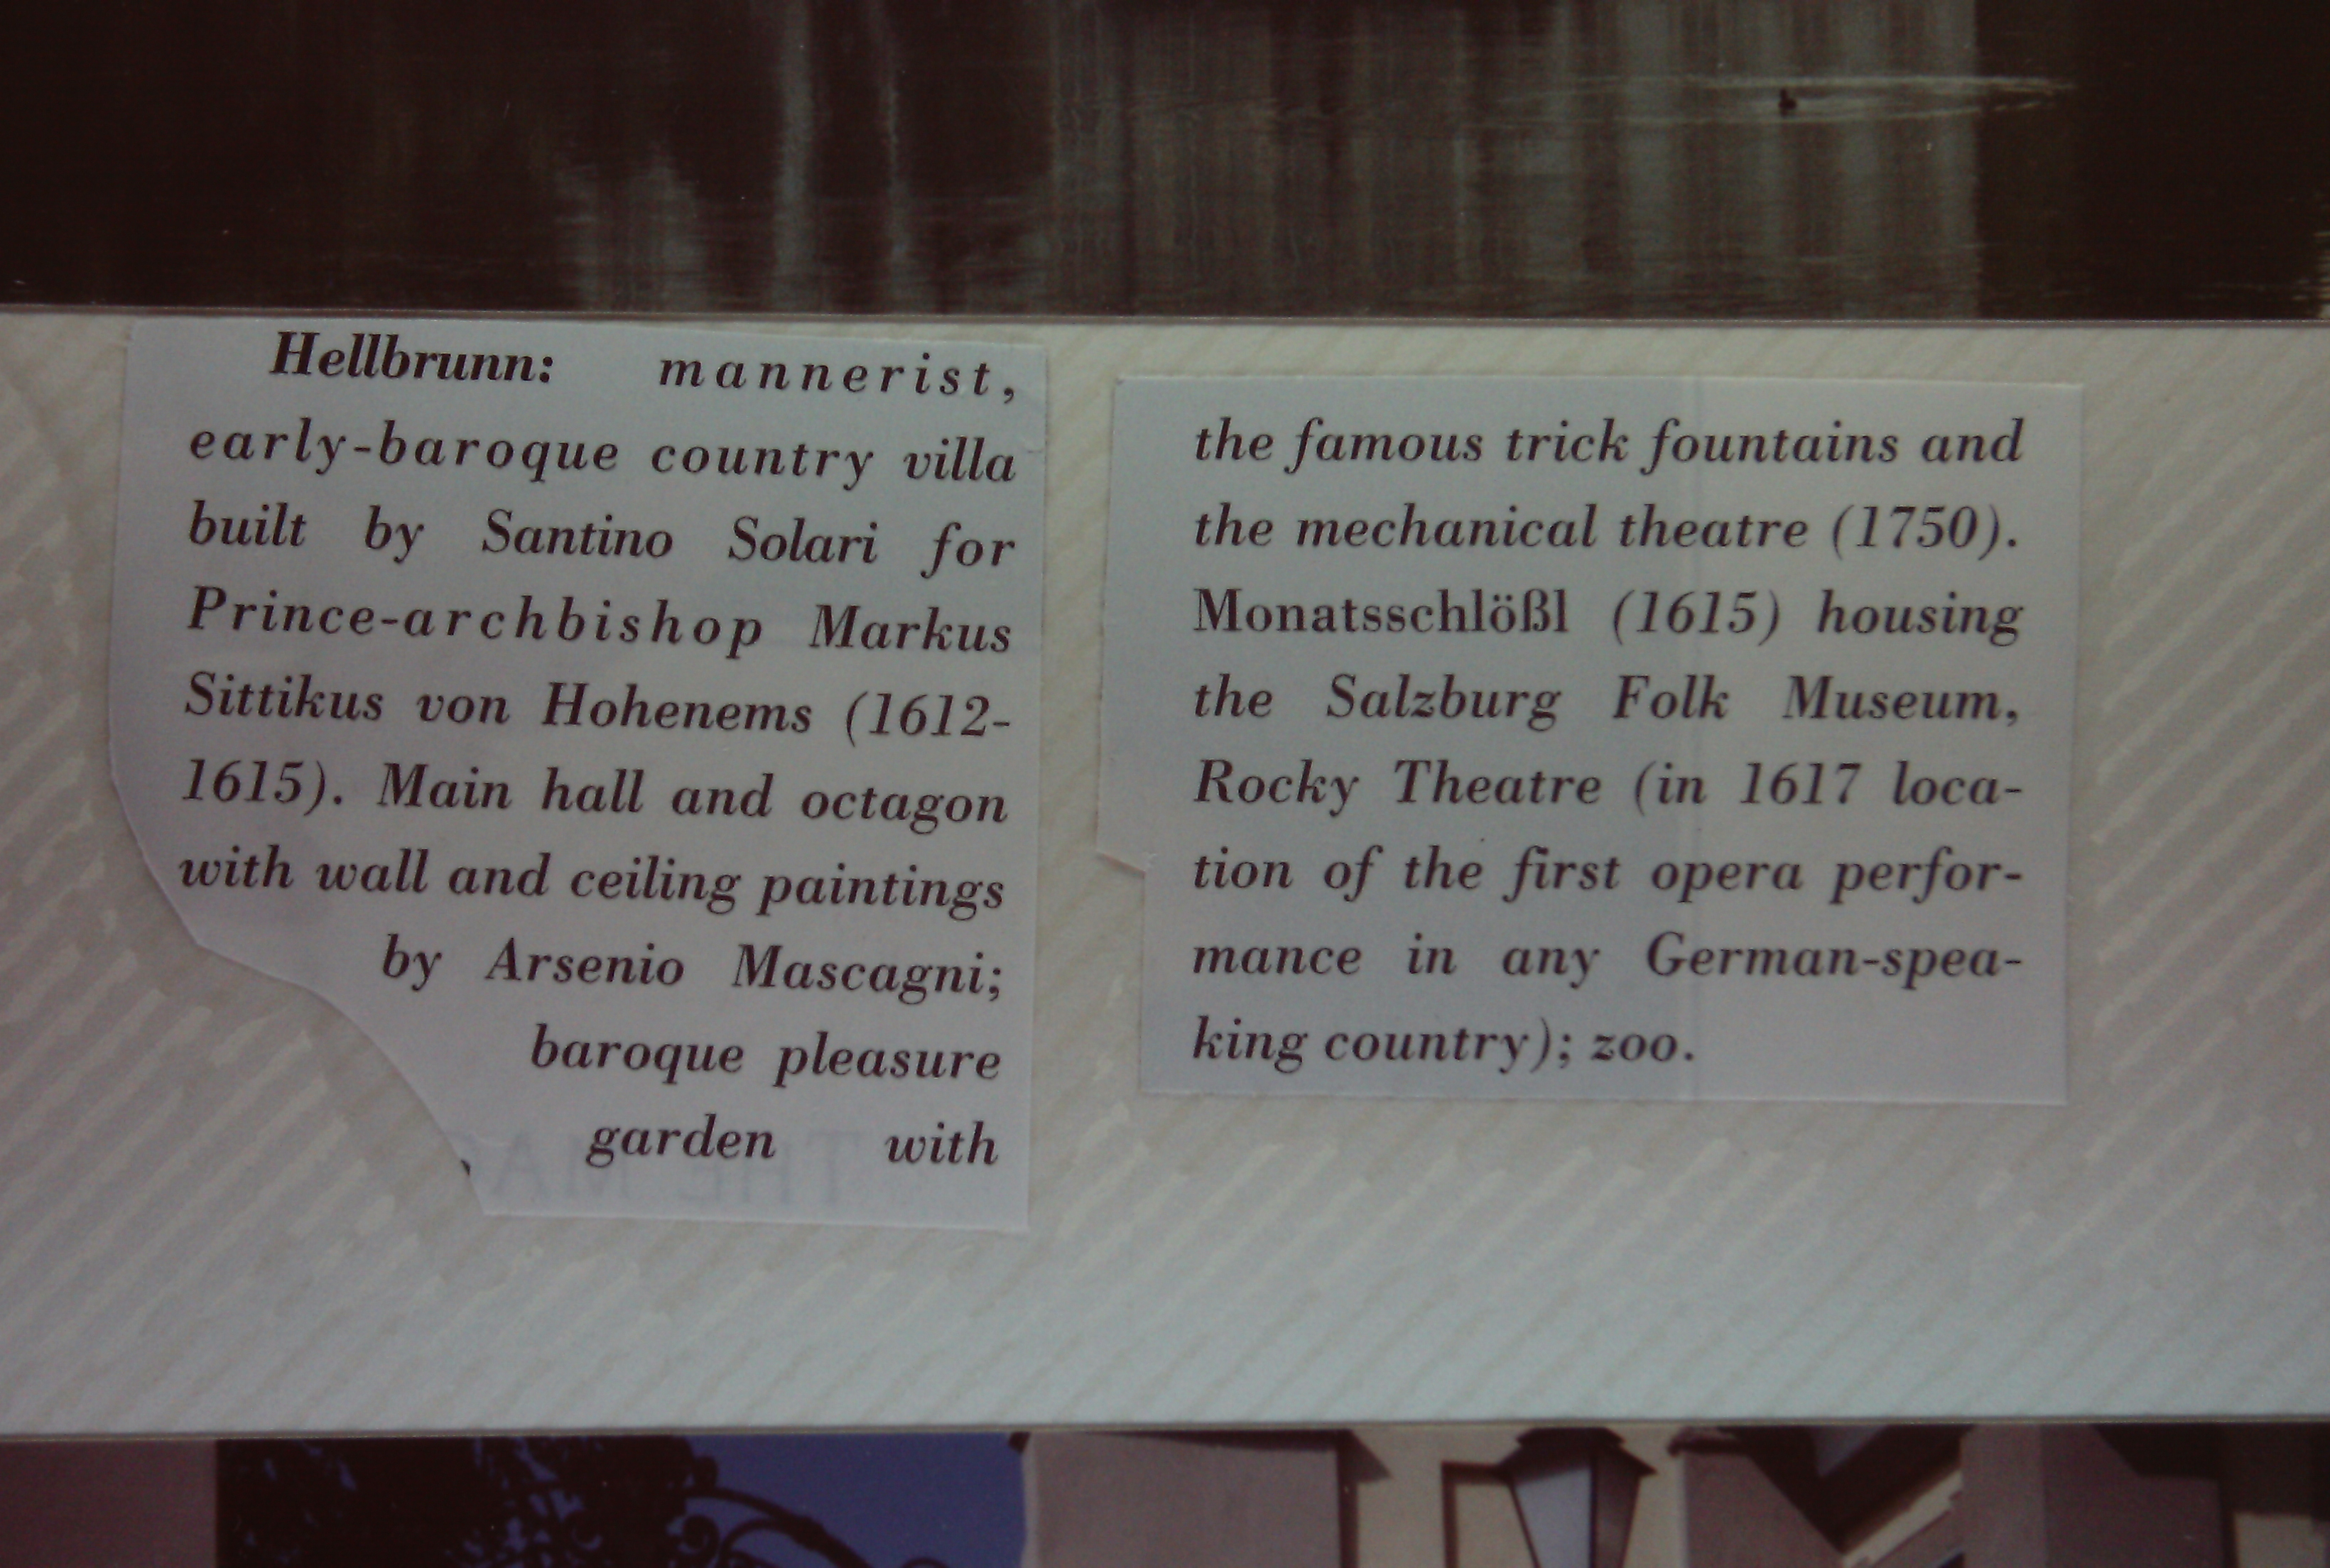 Hellbrunn: mannerist,
early-baroque country villa
built by Santino Solari for
Prince-archbishop Markus
Sittikus von Hohenems (1612-
1615). Main hall and octagon
with wall and ceiling paintings
by Arsenio Mascagni;
baroque pleasure
garden with
the famous trick fountains and
the mechanical theatre (1750).
Monatsschlößl (1615) housing
the Salzburg Folk Museum,
Rocky Theatre (in 1617 loca-
tion of the first opera perfor-
mance in any German-spea-
king country); zoo.